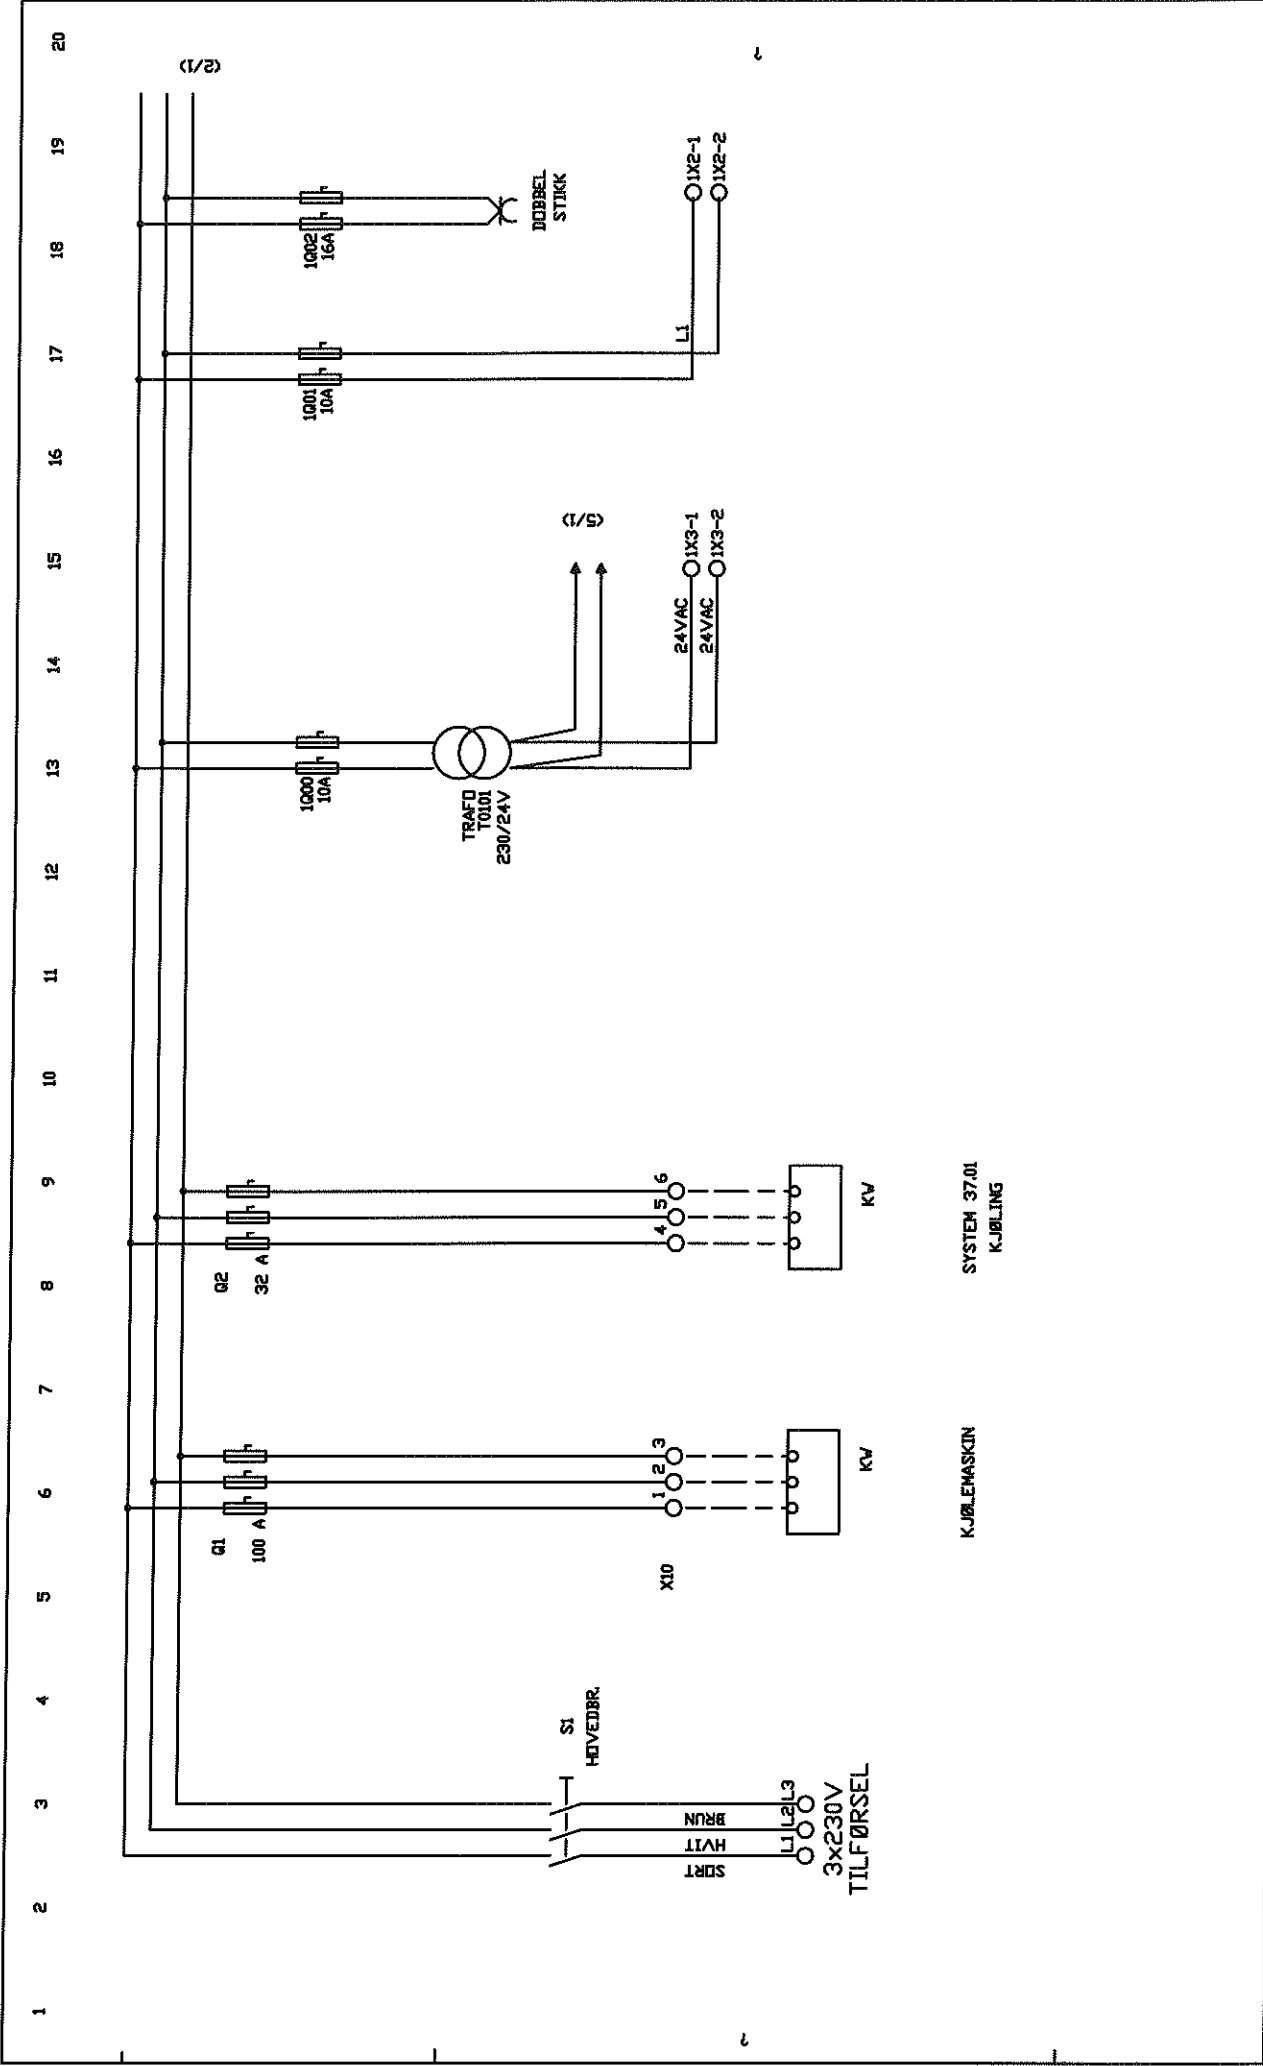 1 2 3 4 5 6 7 8 9 10 11 12 13 14 15 16 17 18 19 20
(2/1)
Q1
100 A
Q2
32 A
1Q00
10A
1Q01
10A
1Q02
16A
TRAFO
T0101
230/24V
DOBBEL
STIKK
(5/1)
S1
HOVEDBR.
X10
1 2 3
4 5 6
24VAC
1X3-1
24VAC
1X3-2
L1
1X2-1
1X2-2
SORT
HVIT
BRUN
L1 L2 L3
3x230V
TILFØRSEL
KW
KW
KJØLEMASKIN
SYSTEM 37.01
KJØLING